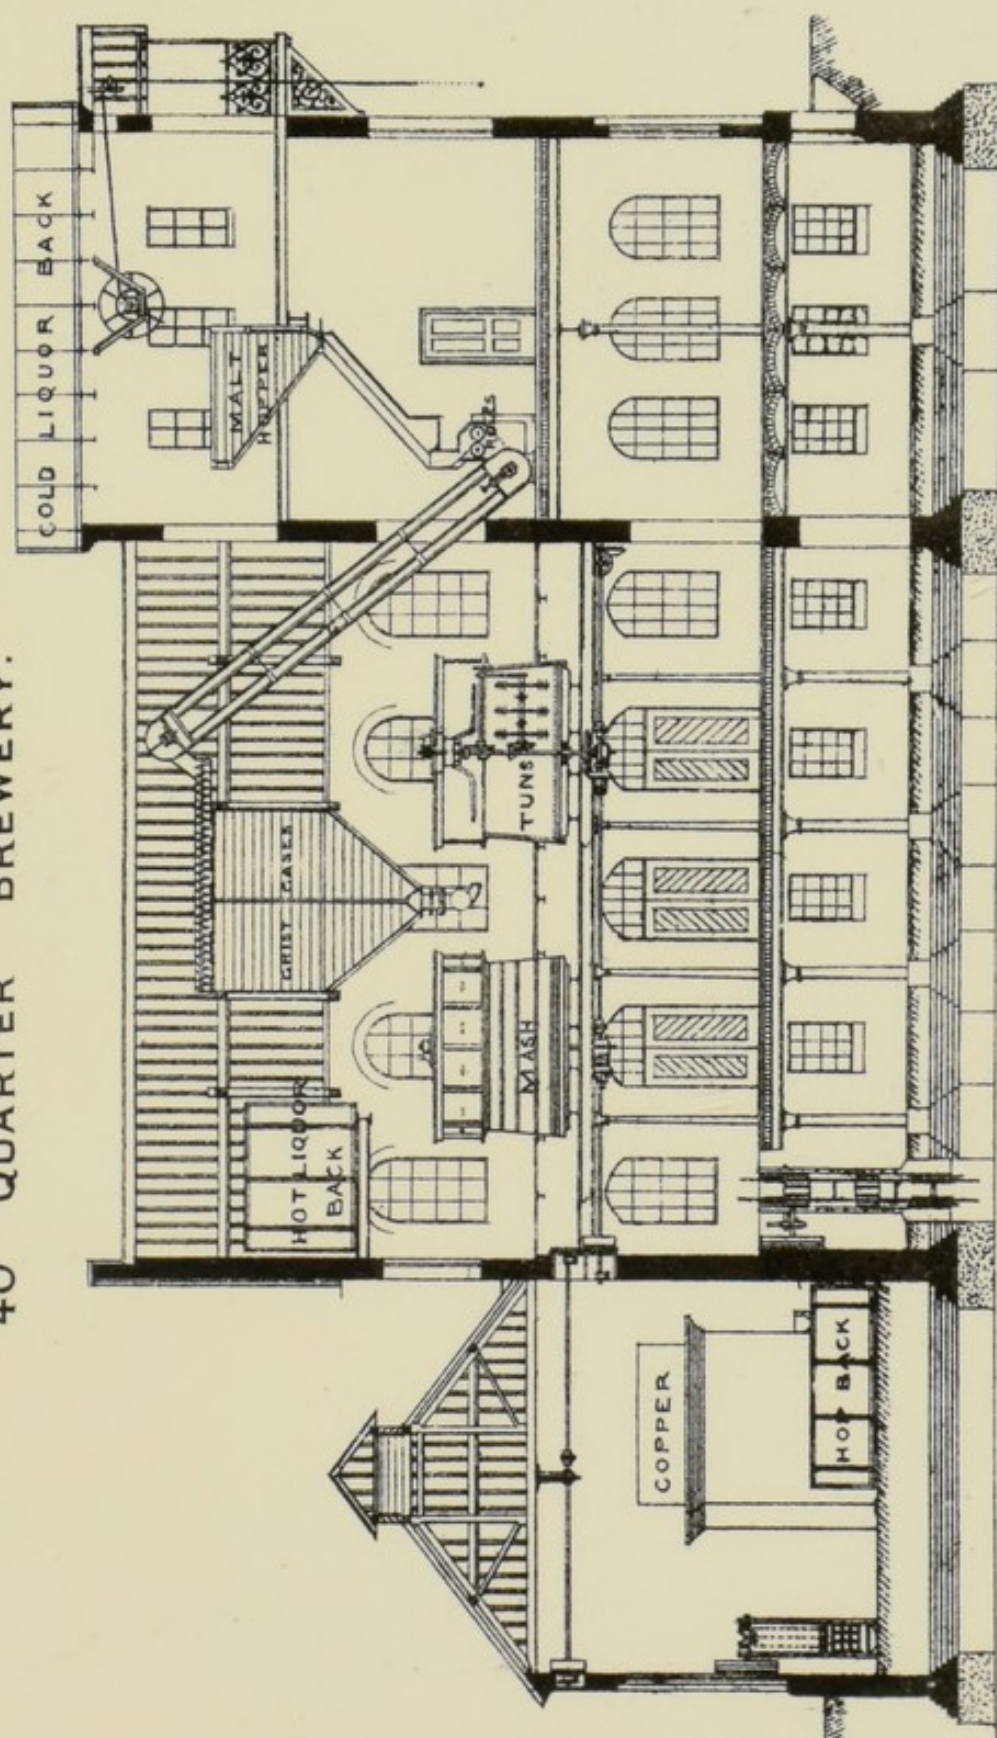 40 QUARTER BREWERY.
COLD LIQUOR BACK
MALT
HOPPER
ROLLS
GRIST CASES
HOT LIQUOR
BACK
MASH TUNS
COPPER
HOP BACK